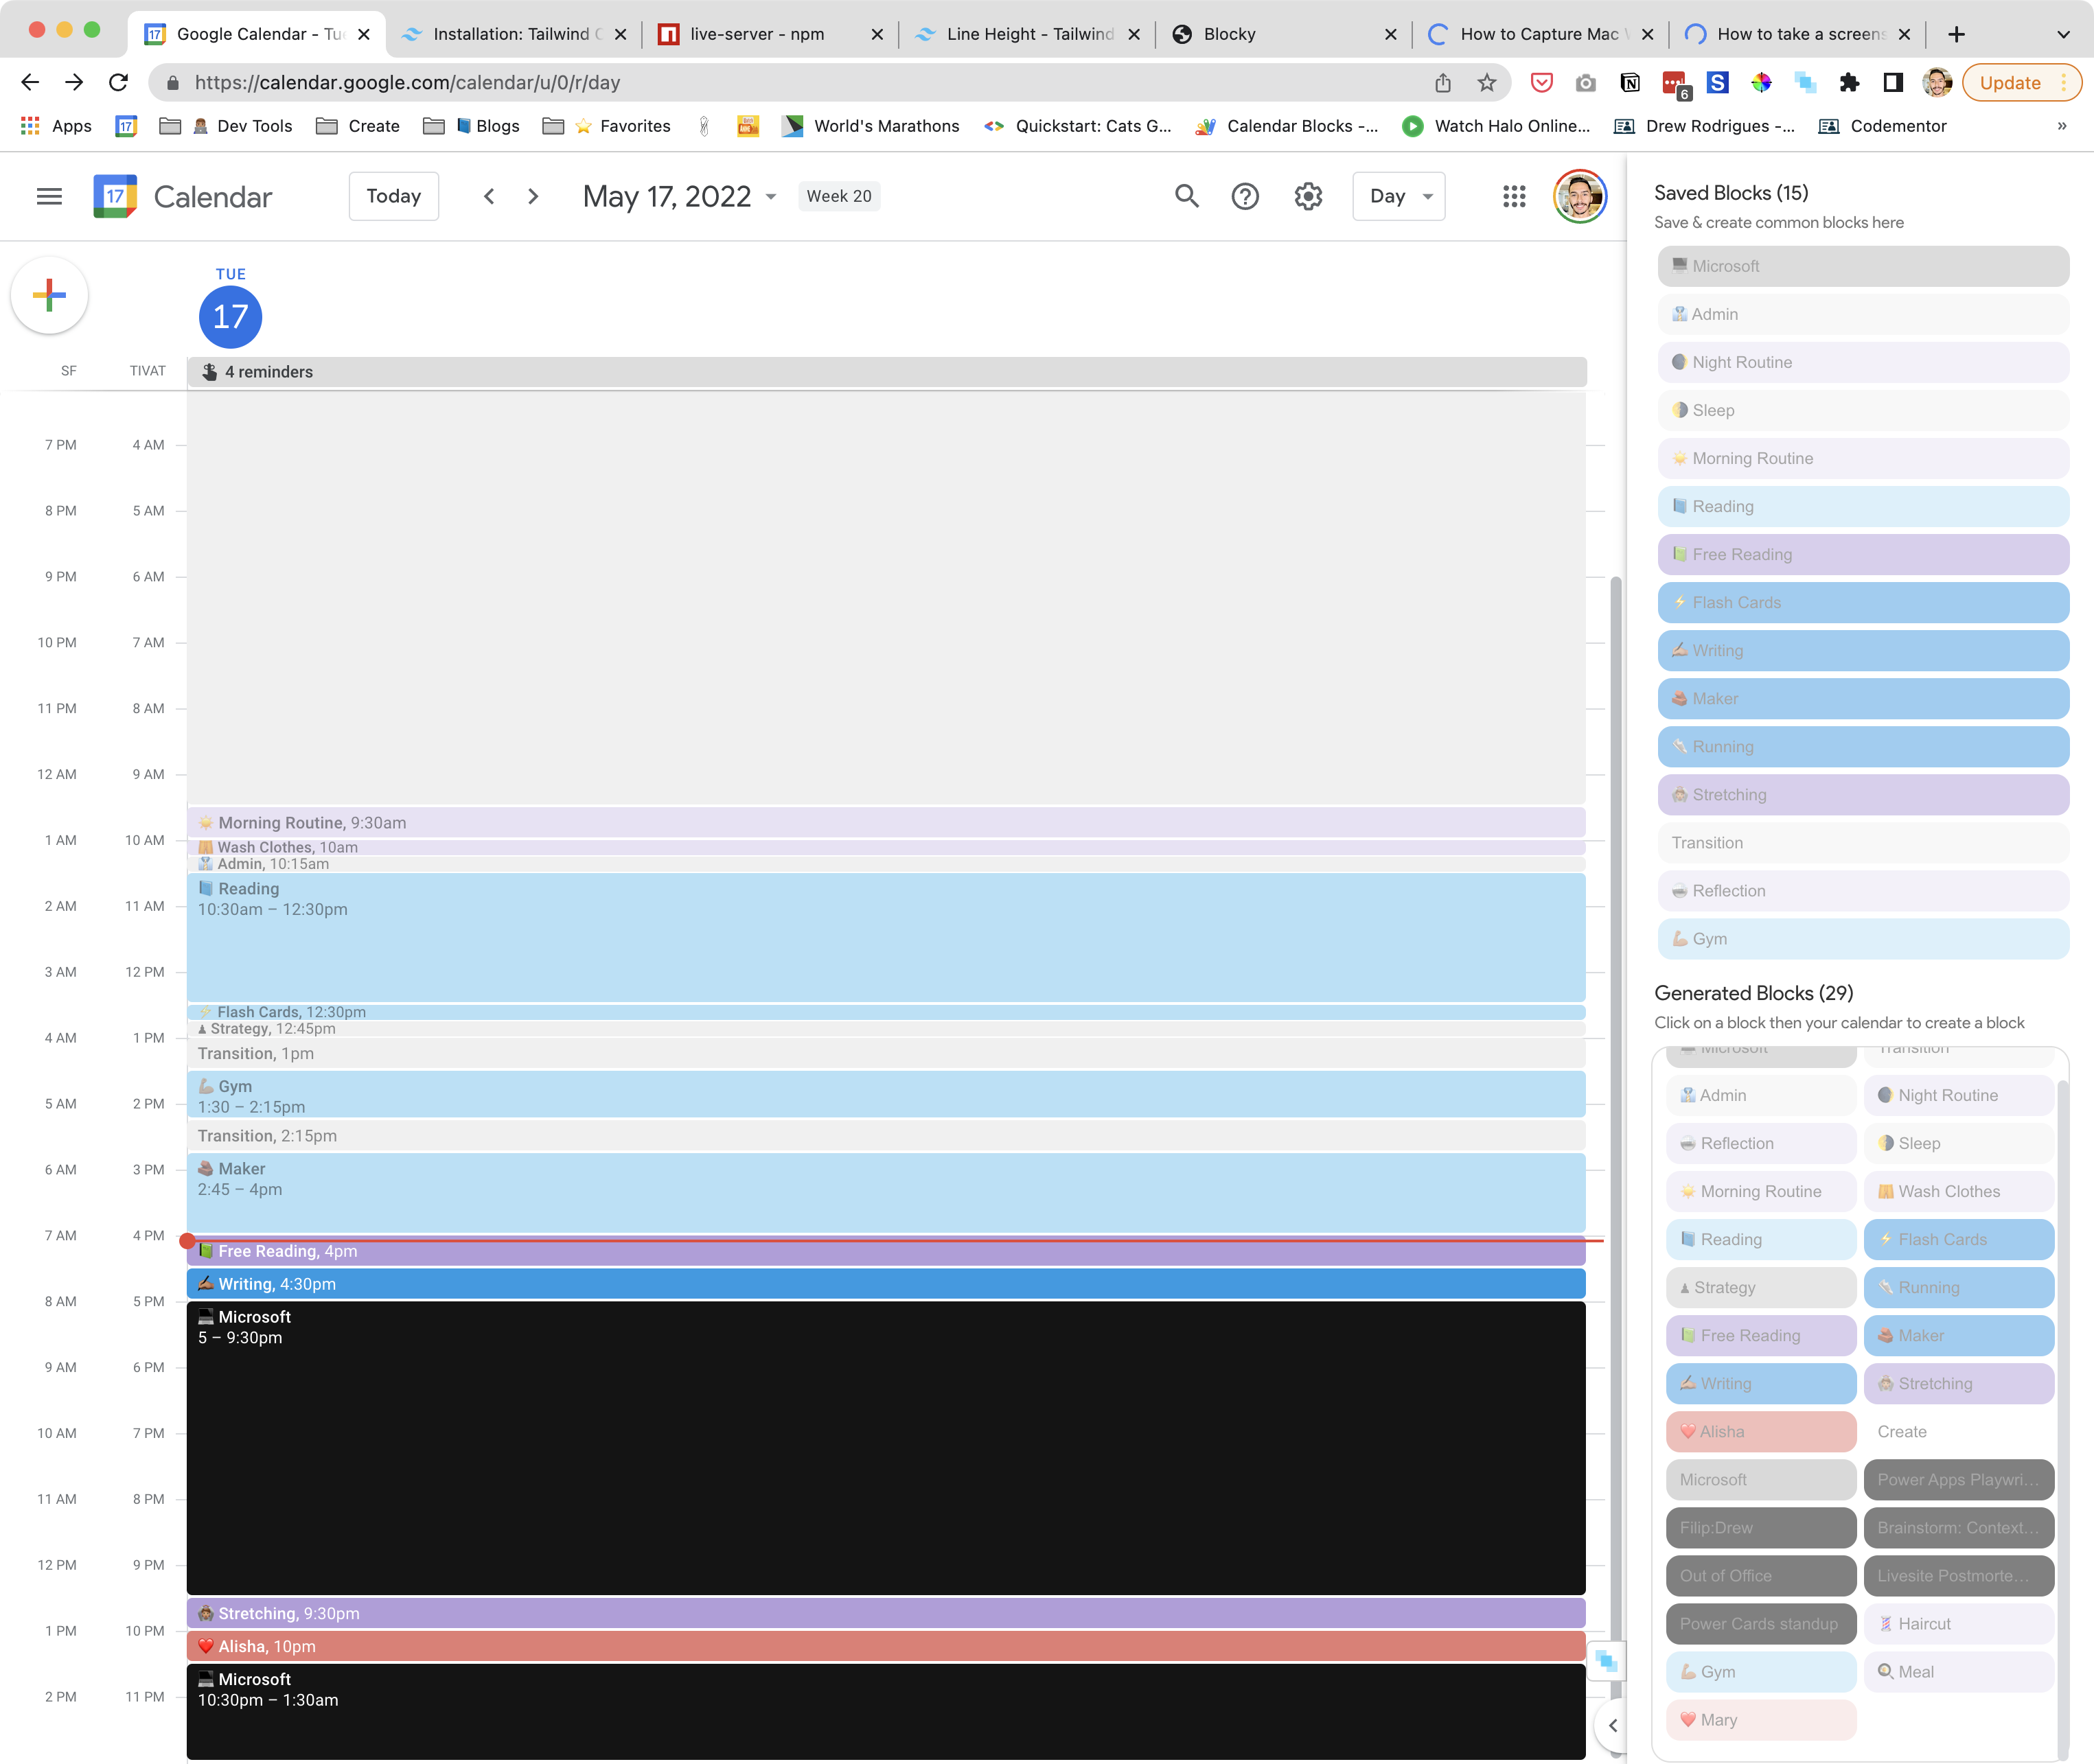 Google Calendar - Tue
Installation: Tailwind C
live-server - npm
Line Height - Tailwind
Blocky
How to Capture Mac
How to take a screens
https://calendar.google.com/calendar/u/0/r/day
6
Update
Apps
17
Dev Tools
Create
Blogs
Favorites
World's Marathons
Quickstart: Cats G...
Calendar Blocks -...
Watch Halo Online...
Drew Rodrigues -...
Codementor
»
17
Calendar
Today
May 17, 2022
Week 20
Day
TUE
17
SF
TIVAT
4 reminders
7 PM 4 AM
8 PM 5 AM
9 PM 6 AM
10 PM 7 AM
11 PM 8 AM
12 AM 9 AM
Morning Routine, 9:30am
1 AM 10 AM
Wash Clothes, 10am
Admin, 10:15am
Reading
10:30am – 12:30pm
2 AM 11 AM
3 AM 12 PM
Flash Cards, 12:30pm
Strategy, 12:45pm
4 AM 1 PM
Transition, 1pm
Gym
1:30 – 2:15pm
5 AM 2 PM
Transition, 2:15pm
6 AM 3 PM
Maker
2:45 – 4pm
7 AM 4 PM
Free Reading, 4pm
Writing, 4:30pm
8 AM 5 PM
Microsoft
5 – 9:30pm
9 AM 6 PM
10 AM 7 PM
11 AM 8 PM
12 PM 9 PM
Stretching, 9:30pm
1 PM 10 PM
Alisha, 10pm
Microsoft
10:30pm – 1:30am
2 PM 11 PM
Saved Blocks (15)
Save & create common blocks here
Microsoft
Admin
Night Routine
Sleep
Morning Routine
Reading
Free Reading
Flash Cards
Writing
Maker
Running
Stretching
Transition
Reflection
Gym
Generated Blocks (29)
Click on a block then your calendar to create a block
Microsoft
Transition
Admin
Night Routine
Reflection
Sleep
Morning Routine
Wash Clothes
Reading
Flash Cards
Strategy
Running
Free Reading
Maker
Writing
Stretching
Alisha
Create
Microsoft
Power Apps Playwri...
Filip:Drew
Brainstorm: Context...
Out of Office
Livesite Postmorte...
Power Cards standup
Haircut
Gym
Meal
Mary